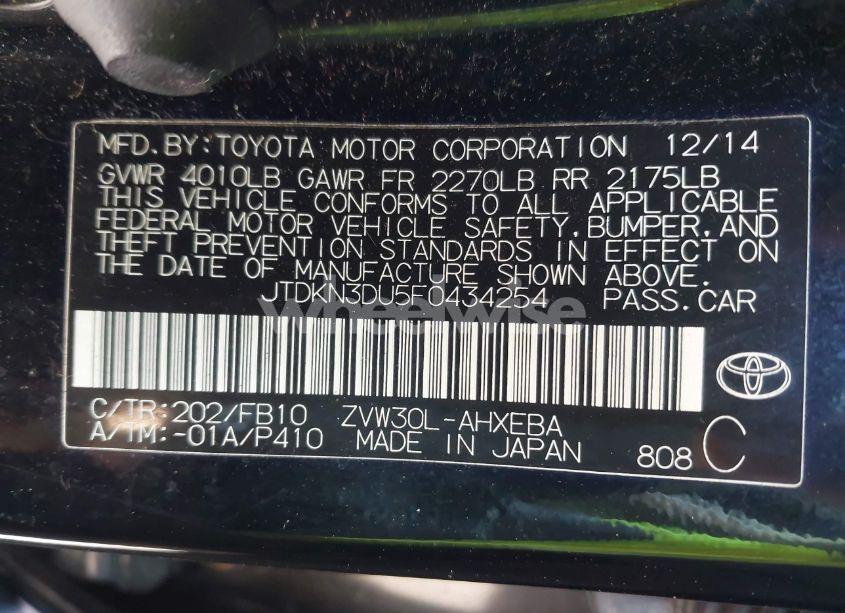 MFD. BY: TOYOTA MOTOR CORPORATION 12/14
GVWR 4010LB GAWR FR 2270LB RR 2175LB
THIS VEHICLE CONFORMS TO ALL APPLICABLE
FEDERAL MOTOR VEHICLE SAFETY, BUMPER, AND
THEFT PREVENTION STANDARDS IN EFFECT ON
THE DATE OF MANUFACTURE SHOWN ABOVE.
JTDKN3DU5F0434254 PASS. CAR
wheelwise
C/TR: 202/FB10 ZVW30L-AHXEBA
A/TM: -01A/P410 MADE IN JAPAN 808 C